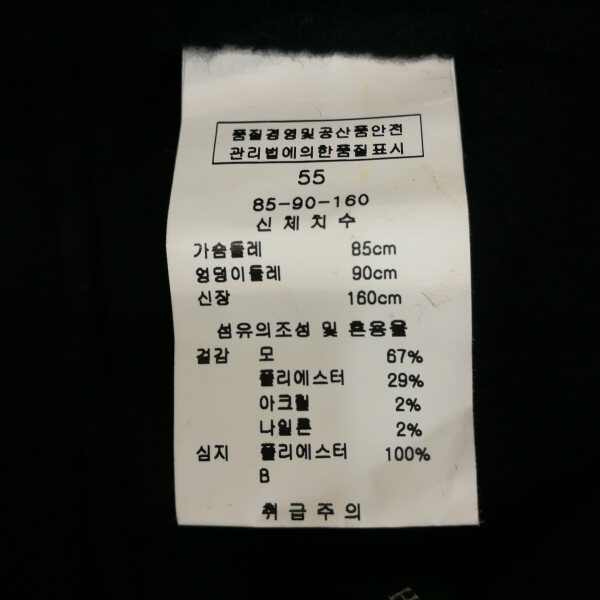 품질경영및공산품안전
관리법에의한품질표시
55
85-90-160
신체치수
가슴둘레 85cm
엉덩이둘레 90cm
신장 160cm
섬유의조성 및 혼용율
겉감 모 67%
폴리에스터 29%
아크릴 2%
나일론 2%
심지 폴리에스터 100%
B
취급주의